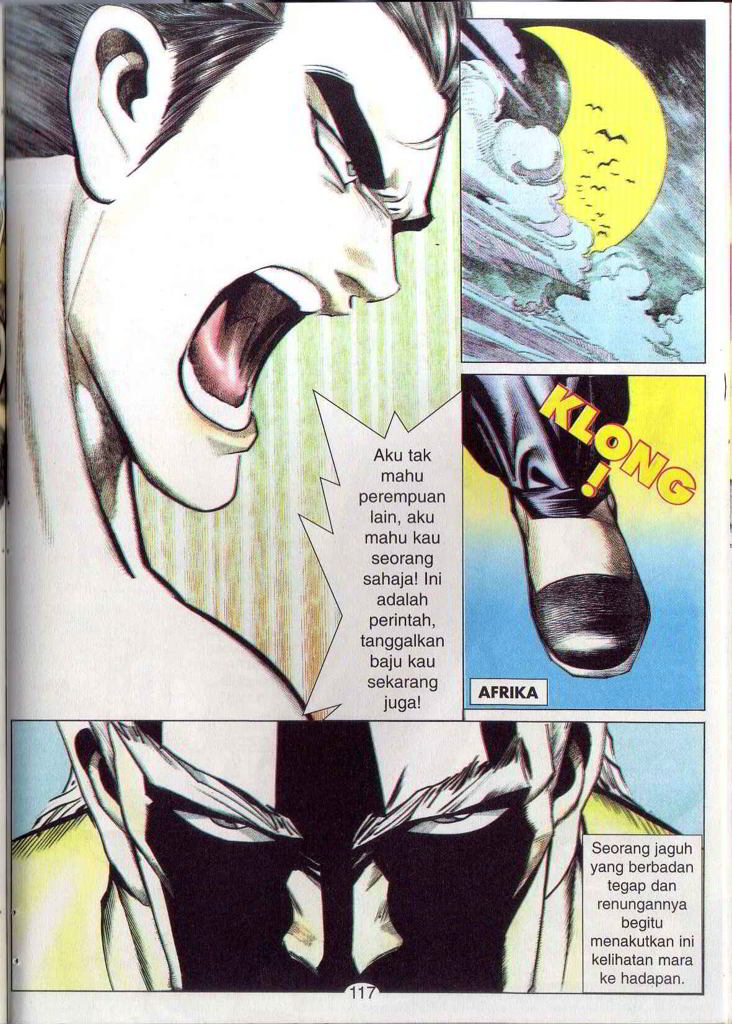 Aku tak
mahu
perempuan
lain, aku
mahu kau
seorang
sahaja! Ini
adalah
perintah,
tanggalkan
baju kau
sekarang
juga!
KLONG
!
AFRIKA
Seorang jaguh
yang berbadan
tegap dan
renungannya
begitu
menakutkan ini
kelihatan mara
ke hadapan.
117